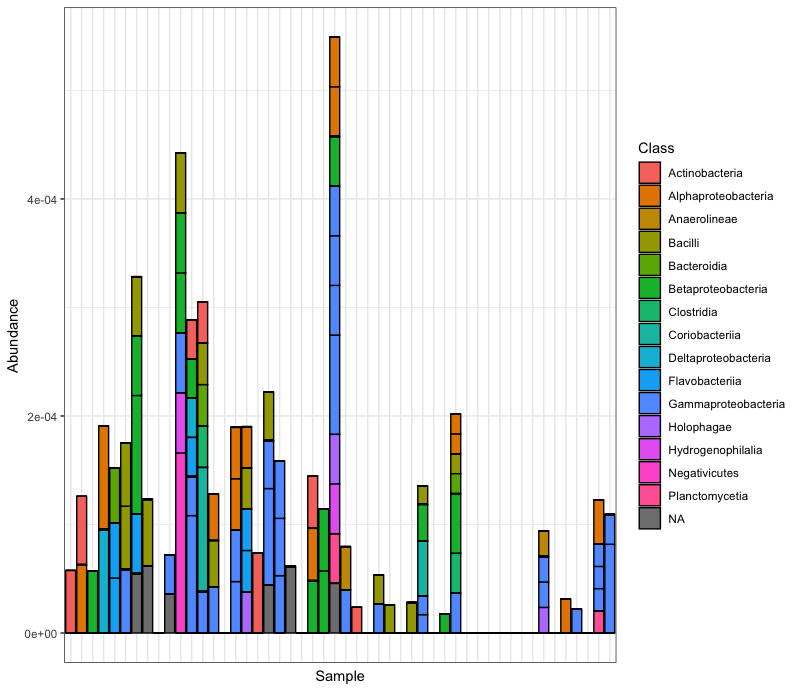 Abundance
4e-04
2e-04
0e+00
Sample
Class
Actinobacteria
Alphaproteobacteria
Anaerolineae
Bacilli
Bacteroidia
Betaproteobacteria
Clostridia
Coriobacteriia
Deltaproteobacteria
Flavobacteriia
Gammaproteobacteria
Holophagae
Hydrogenophilalia
Negativicutes
Planctomycetia
NA